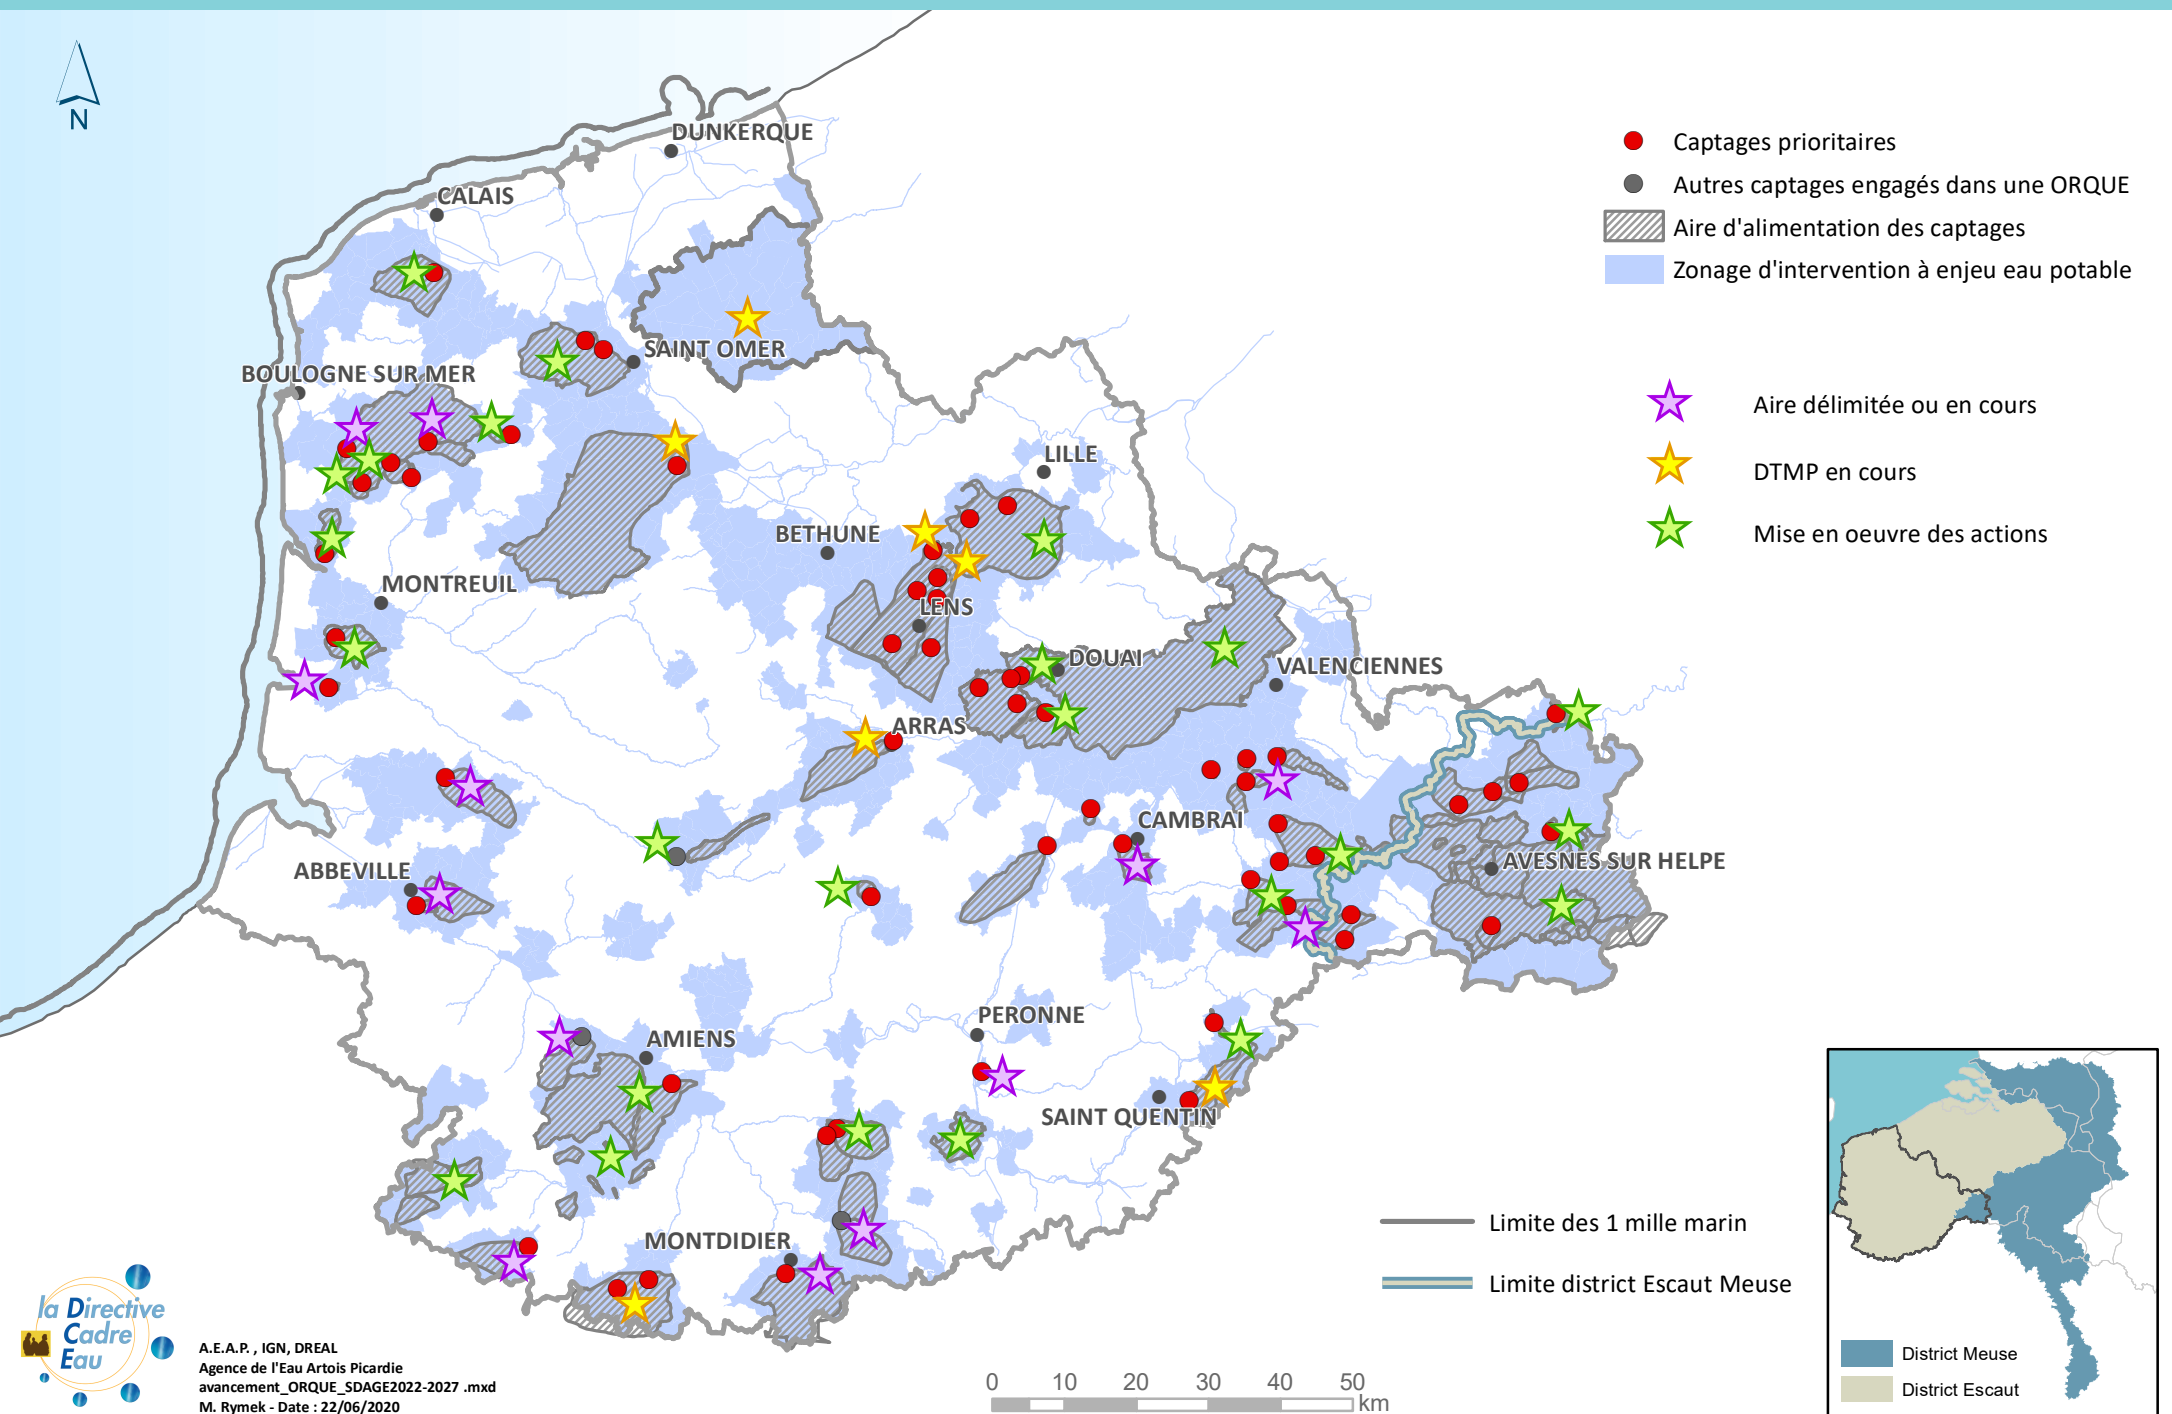 N
DUNKERQUE
CALAIS
SAINT OMER
BOULOGNE SUR MER
LILLE
BETHUNE
MONTREUIL
LENS
DOUAI
VALENCIENNES
ARRAS
CAMBRAI
AVESNES SUR HELPE
ABBEVILLE
PERONNE
AMIENS
SAINT QUENTIN
MONTDIDIER
Captages prioritaires
Autres captages engagés dans une ORQUE
Aire d'alimentation des captages
Zonage d'intervention à enjeu eau potable
Aire délimitée ou en cours
DTMP en cours
Mise en oeuvre des actions
Limite des 1 mille marin
Limite district Escaut Meuse
District Meuse
District Escaut
la Directive
Cadre
Eau
A.E.A.P. , IGN, DREAL
Agence de l'Eau Artois Picardie
avancement_ORQUE_SDAGE2022-2027 .mxd
M. Rymek - Date : 22/06/2020
0 10 20 30 40 50
km